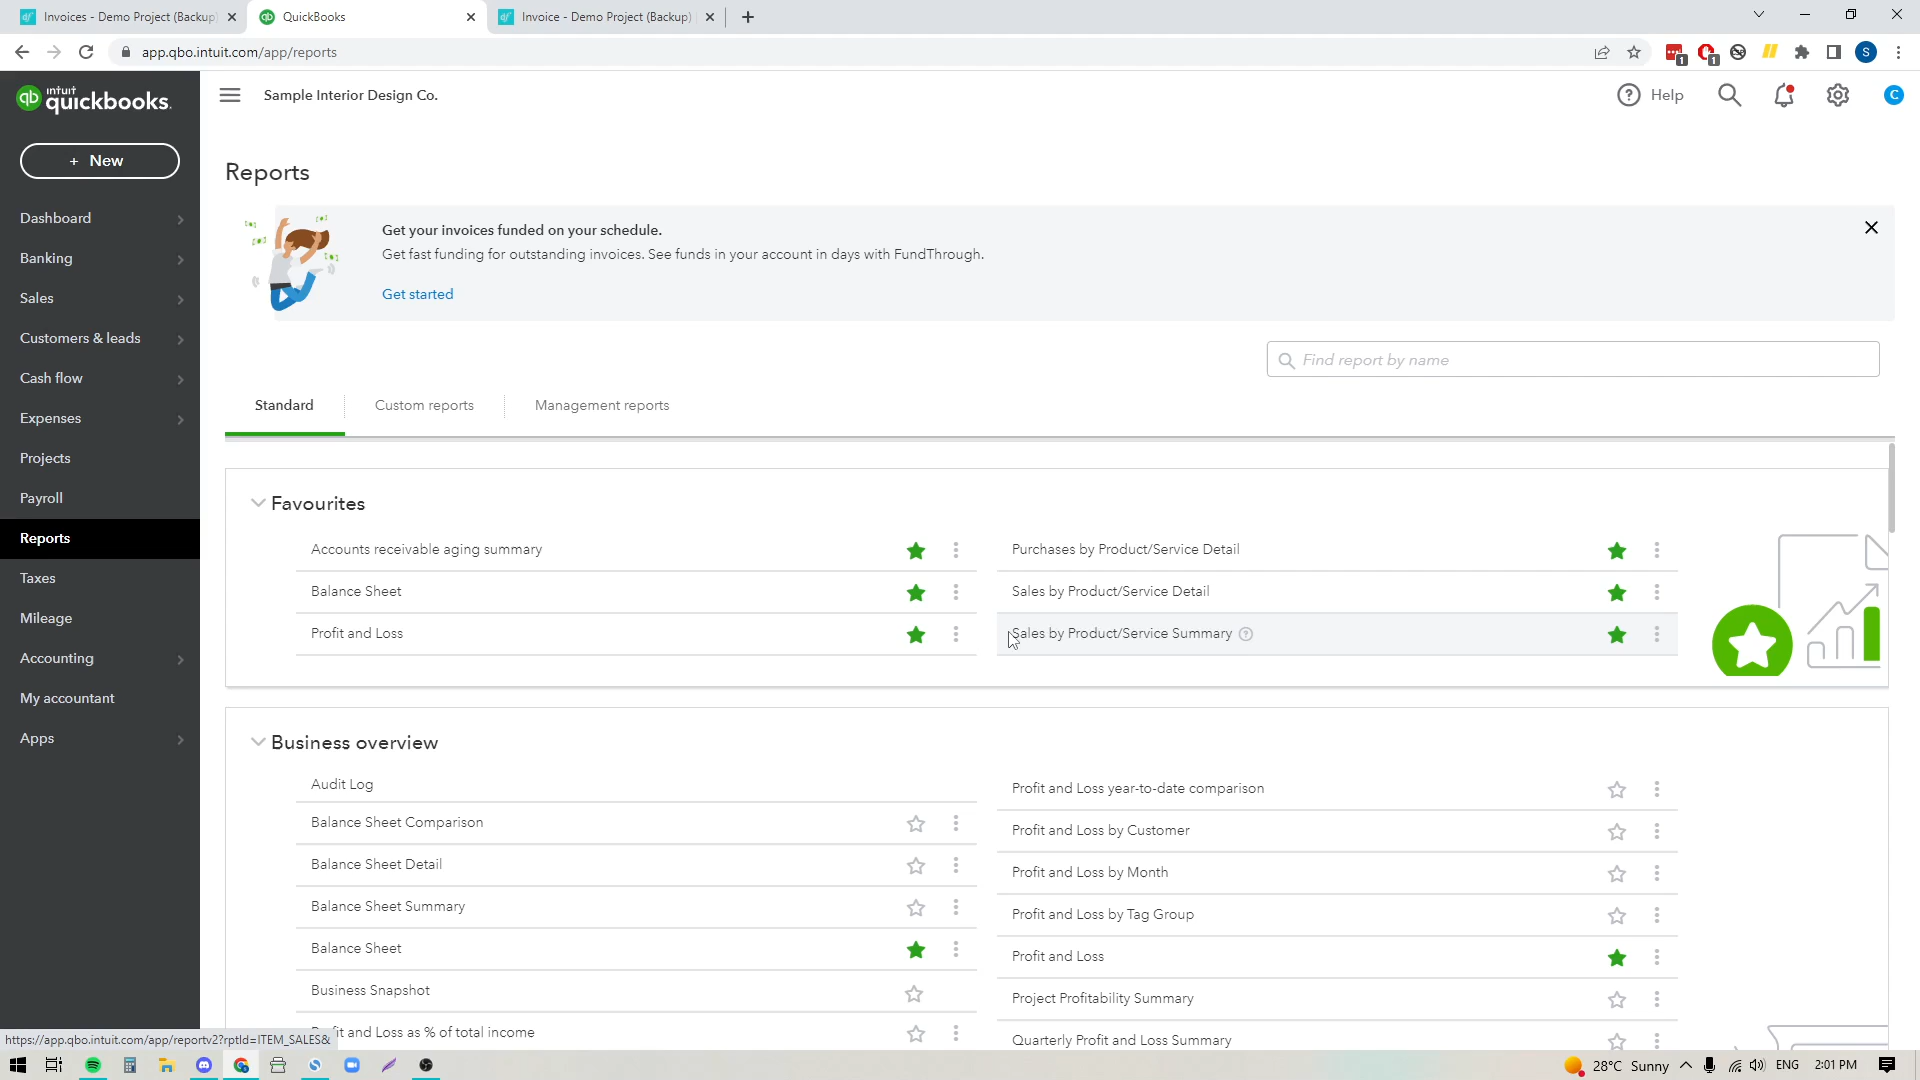 Invoices - Demo Project (Backup)
QuickBooks
Invoice - Demo Project (Backup)
app.qbo.intuit.com/app/reports
S
1
1
intuit
quickbooks.
Sample Interior Design Co.
Help
C
+ New
Dashboard
Banking
Sales
Customers & leads
Cash flow
Expenses
Projects
Payroll
Reports
Taxes
Mileage
Accounting
My accountant
Apps
Reports
Get your invoices funded on your schedule.
Get fast funding for outstanding invoices. See funds in your account in days with FundThrough.
Get started
Find report by name
Standard
Custom reports
Management reports
Favourites
Accounts receivable aging summary
Purchases by Product/Service Detail
Balance Sheet
Sales by Product/Service Detail
Profit and Loss
Sales by Product/Service Summary
Business overview
Audit Log
Profit and Loss year-to-date comparison
Balance Sheet Comparison
Profit and Loss by Customer
Balance Sheet Detail
Profit and Loss by Month
Balance Sheet Summary
Profit and Loss by Tag Group
Balance Sheet
Profit and Loss
Business Snapshot
Project Profitability Summary
and Loss as % of total income
Quarterly Profit and Loss Summary
https://app.qbo.intuit.com/app/reportv2?rptId=ITEM_SALES&
28°C Sunny
ENG
2:01 PM